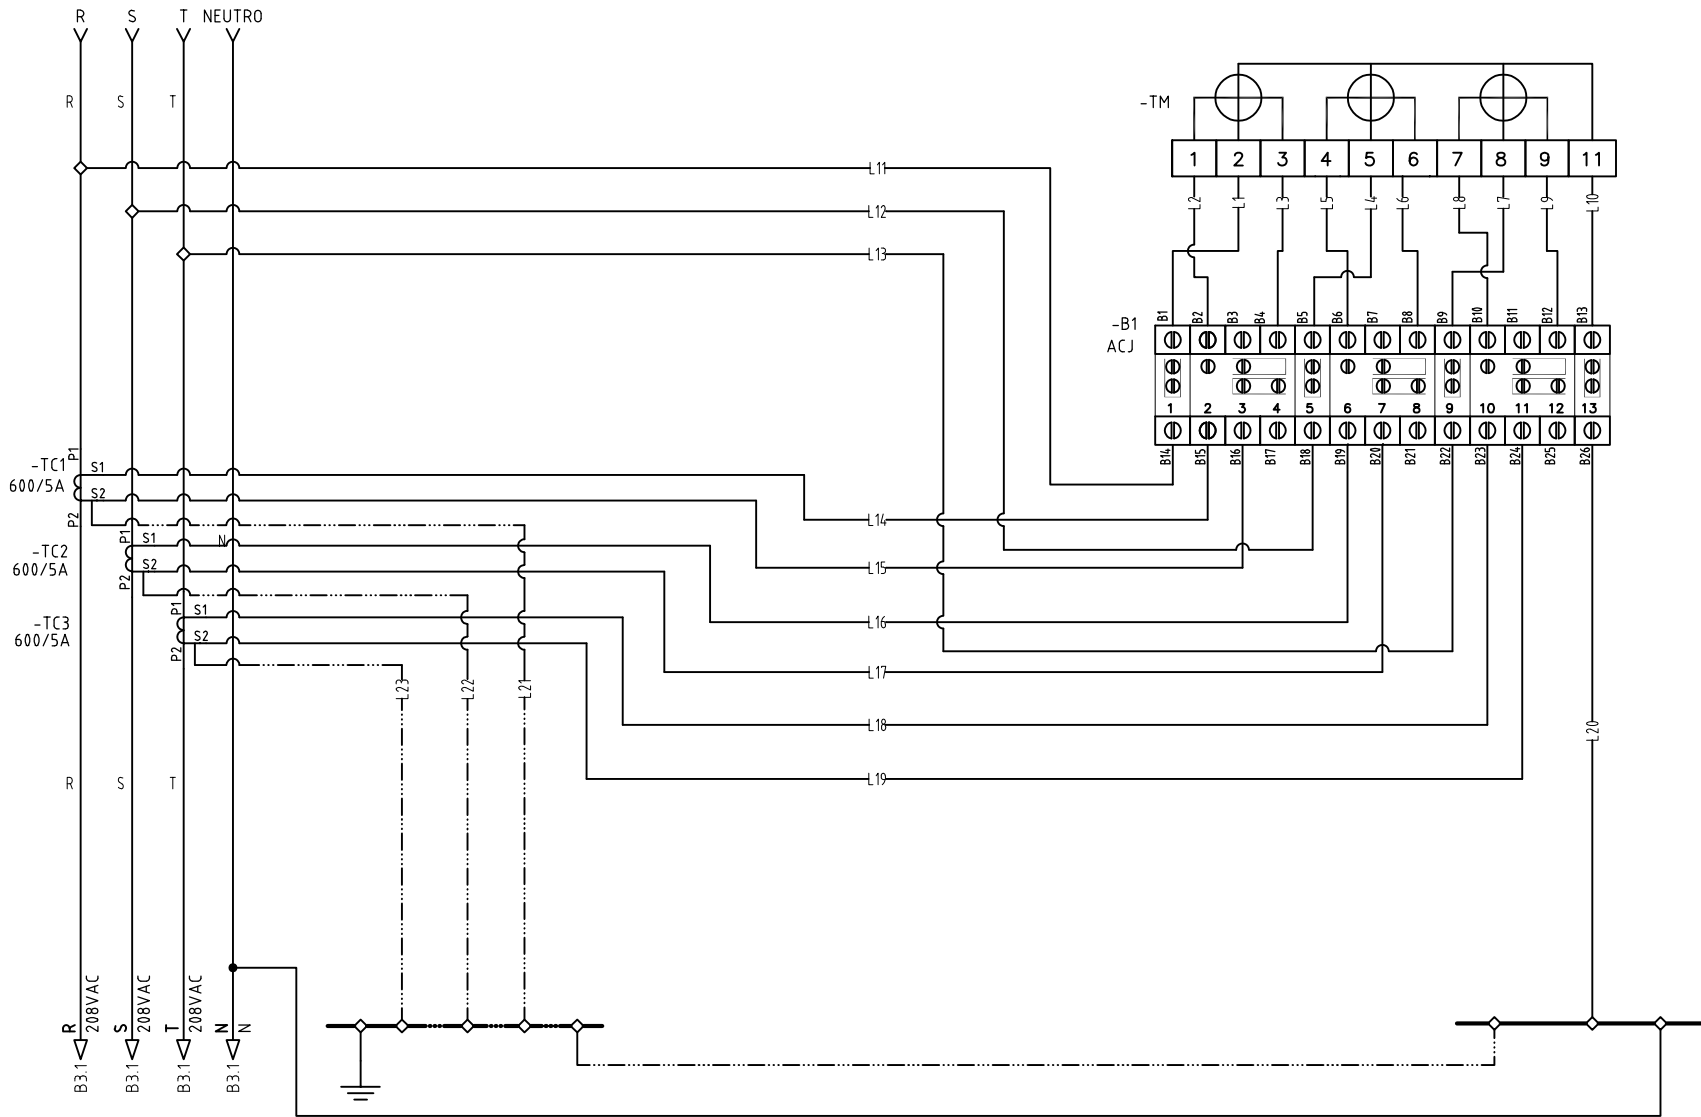 R S T NEUTRO
R S T
-TM
1 2 3 4 5 6 7 8 9 11
L11
L2 L1 L3 L5 L4 L6 L8 L7 L9 L10
L12
L13
-B1
ACJ
B1 B2 B3 B4 B5 B6 B7 B8 B9 B10 B11 B12 B13
1 2 3 4 5 6 7 8 9 10 11 12 13
B14 B15 B16 B17 B18 B19 B20 B21 B22 B23 B24 B25 B26
-TC1
600/5A
P1
S1
S2
P2
L14
-TC2
600/5A
P1
S1
S2
P2
N
L15
-TC3
600/5A
P1
S1
S2
P2
L16
L17
L23 L22 L21
L18
L20
L19
R S T
R
208VAC
S
208VAC
T
208VAC
N
N
B3.1 B3.1 B3.1 B3.1